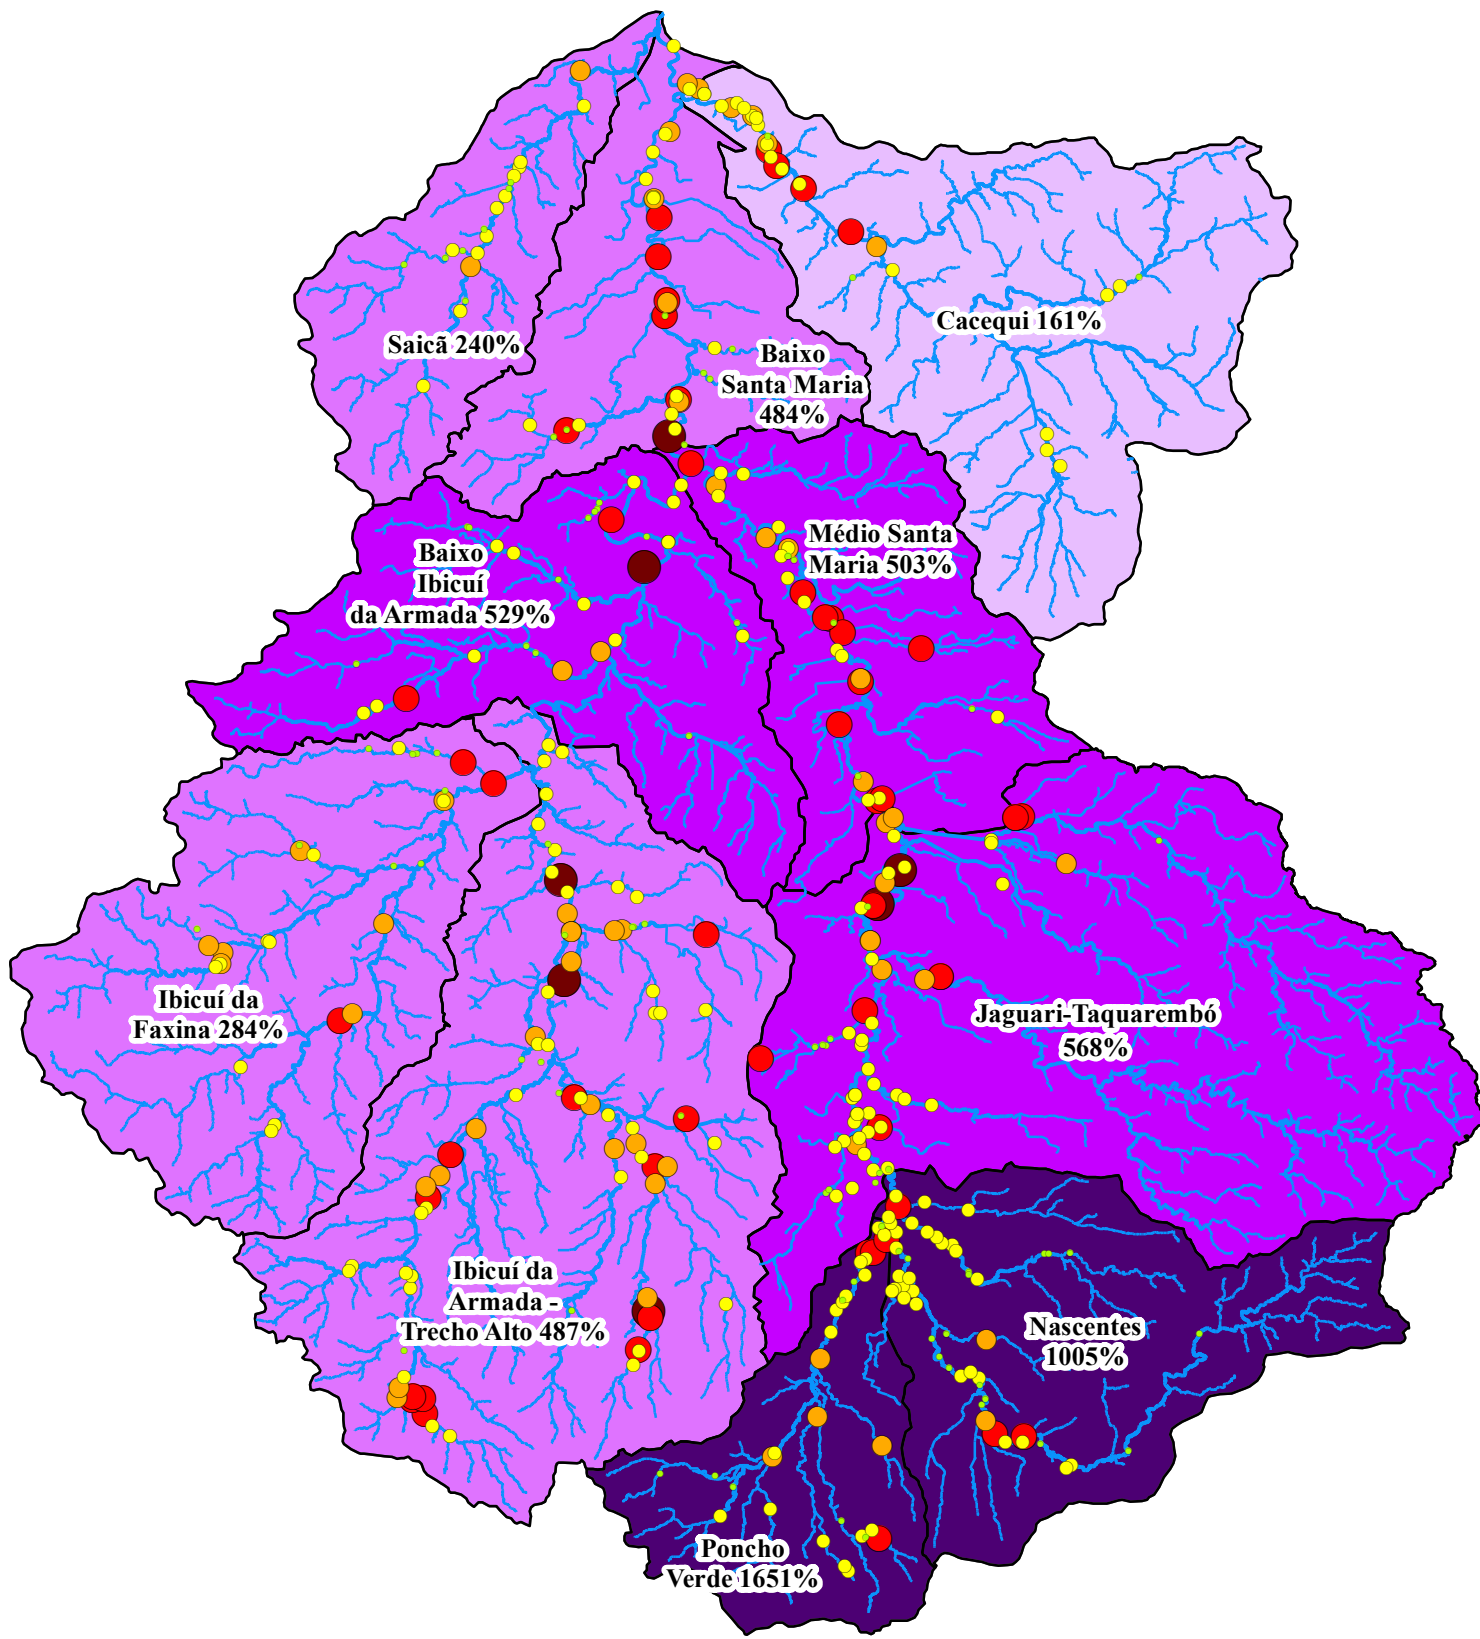 Cacequi 161%
Saicã 240%
Baixo
Santa Maria
484%
Médio Santa
Maria 503%
Baixo
Ibicuí
da Armada 529%
Ibicuí da
Faxina 284%
Jaguari-Taquarembó
568%
Ibicuí da
Armada -
Trecho Alto 487%
Nascentes
1005%
Poncho
Verde 1651%